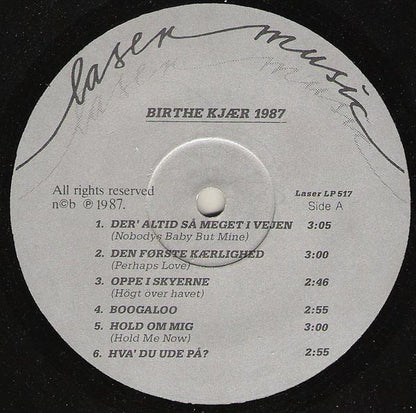 laser music
BIRTHE KJÆR 1987
All rights reserved
n©b ℗ 1987.
Laser LP 517
Side A
1. DER' ALTID SÅ MEGET I VEJEN 3:05
(Nobodys Baby But Mine)
2. DEN FØRSTE KÆRLIGHED 3:00
(Perhaps Love)
3. OPPE I SKYERNE 2:46
(Högt över havet)
4. BOOGALOO 2:55
5. HOLD OM MIG 3:00
(Hold Me Now)
6. HVA' DU UDE PÅ? 2:55